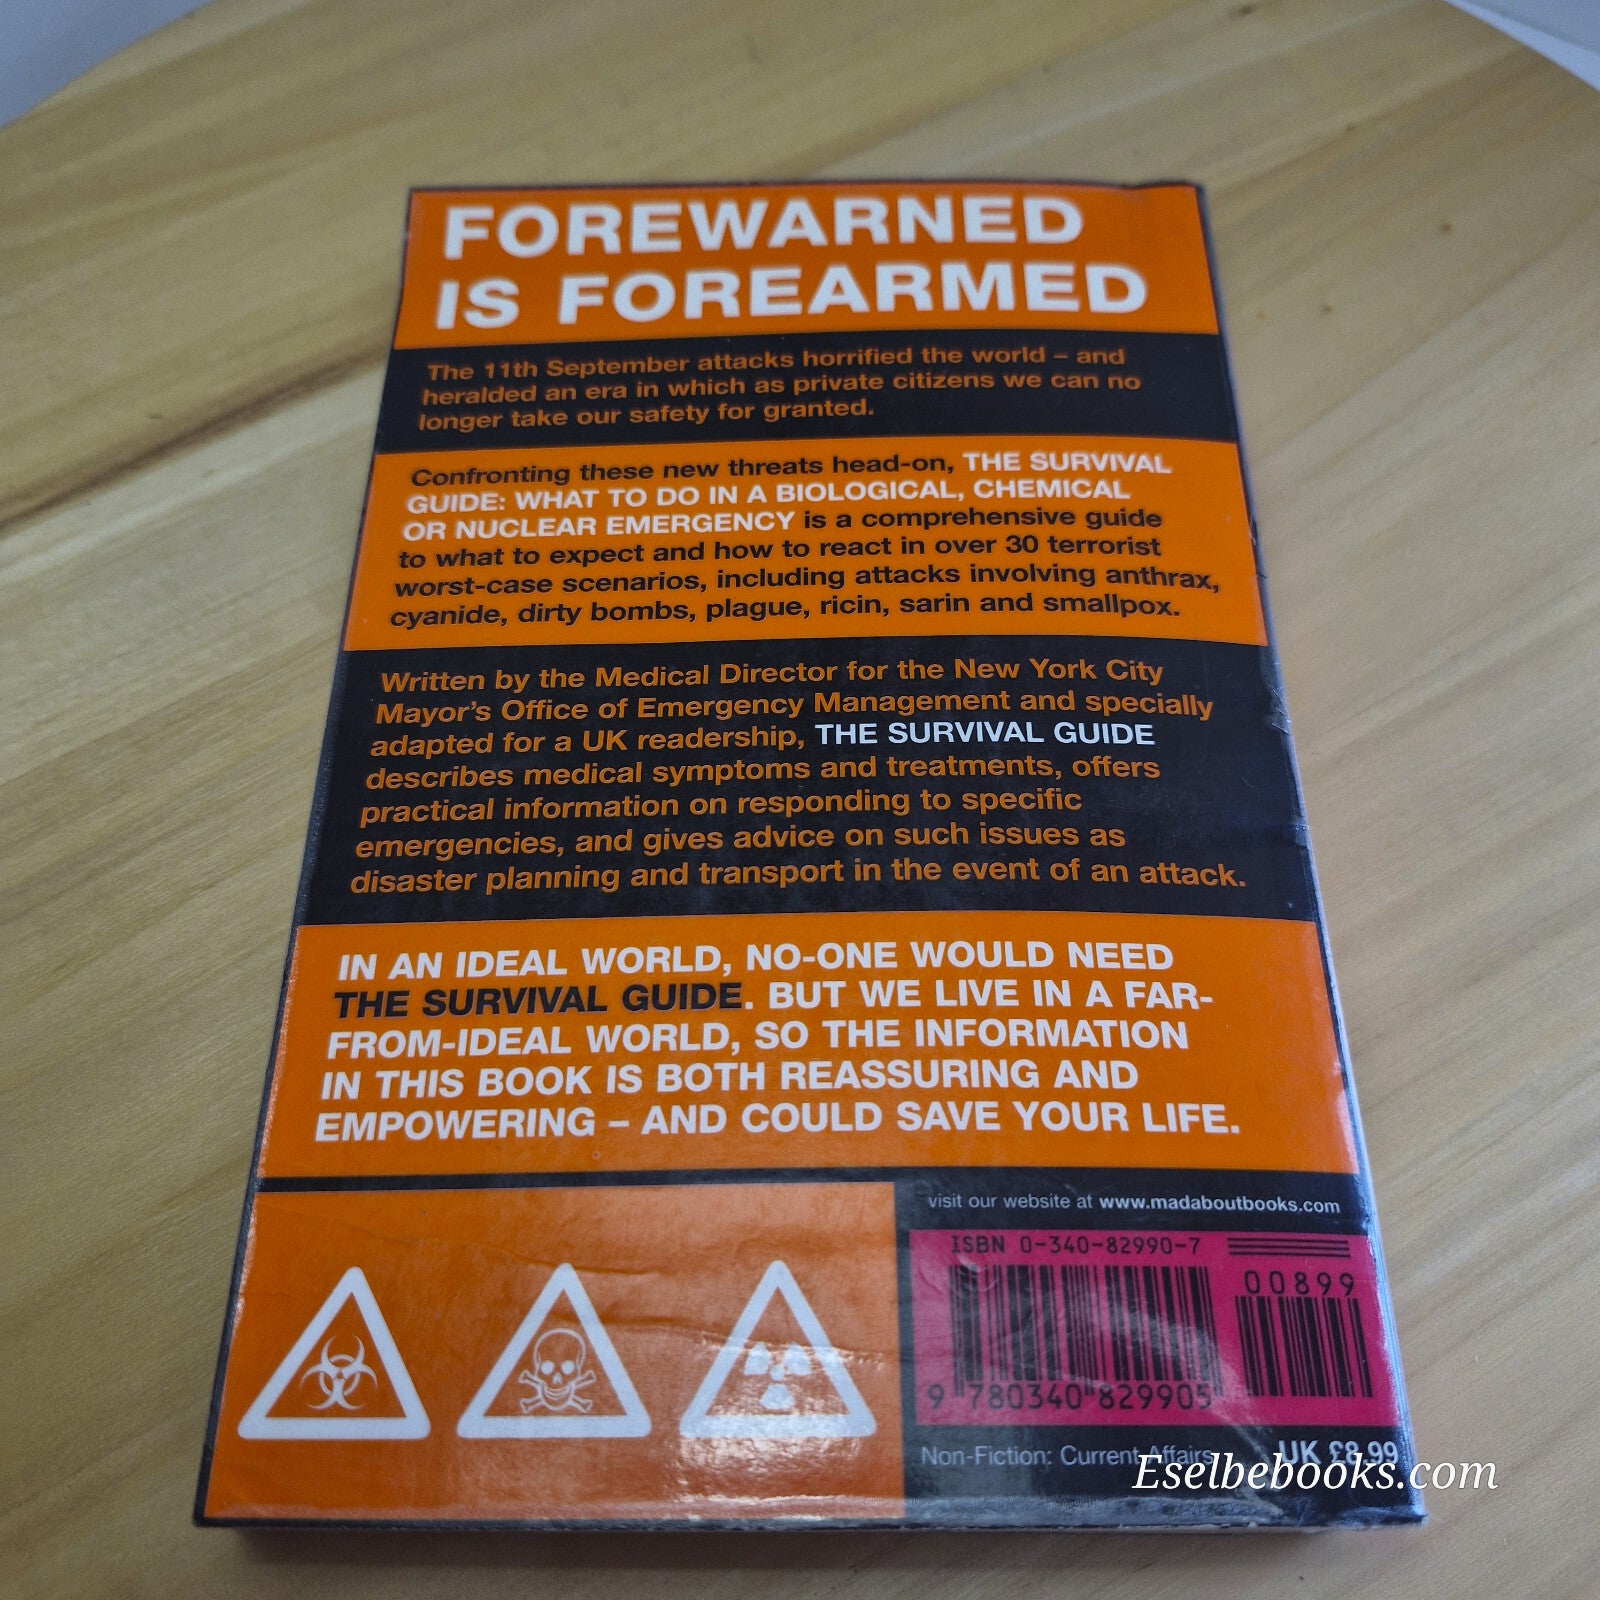 FOREWARNED
IS FOREARMED
The 11th September attacks horrified the world – and
heralded an era in which as private citizens we can no
longer take our safety for granted.
Confronting these new threats head-on, THE SURVIVAL
GUIDE: WHAT TO DO IN A BIOLOGICAL, CHEMICAL
OR NUCLEAR EMERGENCY is a comprehensive guide
to what to expect and how to react in over 30 terrorist
worst-case scenarios, including attacks involving anthrax,
cyanide, dirty bombs, plague, ricin, sarin and smallpox.
Written by the Medical Director for the New York City
Mayor's Office of Emergency Management and specially
adapted for a UK readership, THE SURVIVAL GUIDE
describes medical symptoms and treatments, offers
practical information on responding to specific
emergencies, and gives advice on such issues as
disaster planning and transport in the event of an attack.
IN AN IDEAL WORLD, NO-ONE WOULD NEED
THE SURVIVAL GUIDE. BUT WE LIVE IN A FAR-
FROM-IDEAL WORLD, SO THE INFORMATION
IN THIS BOOK IS BOTH REASSURING AND
EMPOWERING – AND COULD SAVE YOUR LIFE.
visit our website at www.madaboutbooks.com
ISBN 0-340-82990-7
00899
9 780340 829905
Non-Fiction: Current Affairs
UK £8.99
Eselbebooks.com